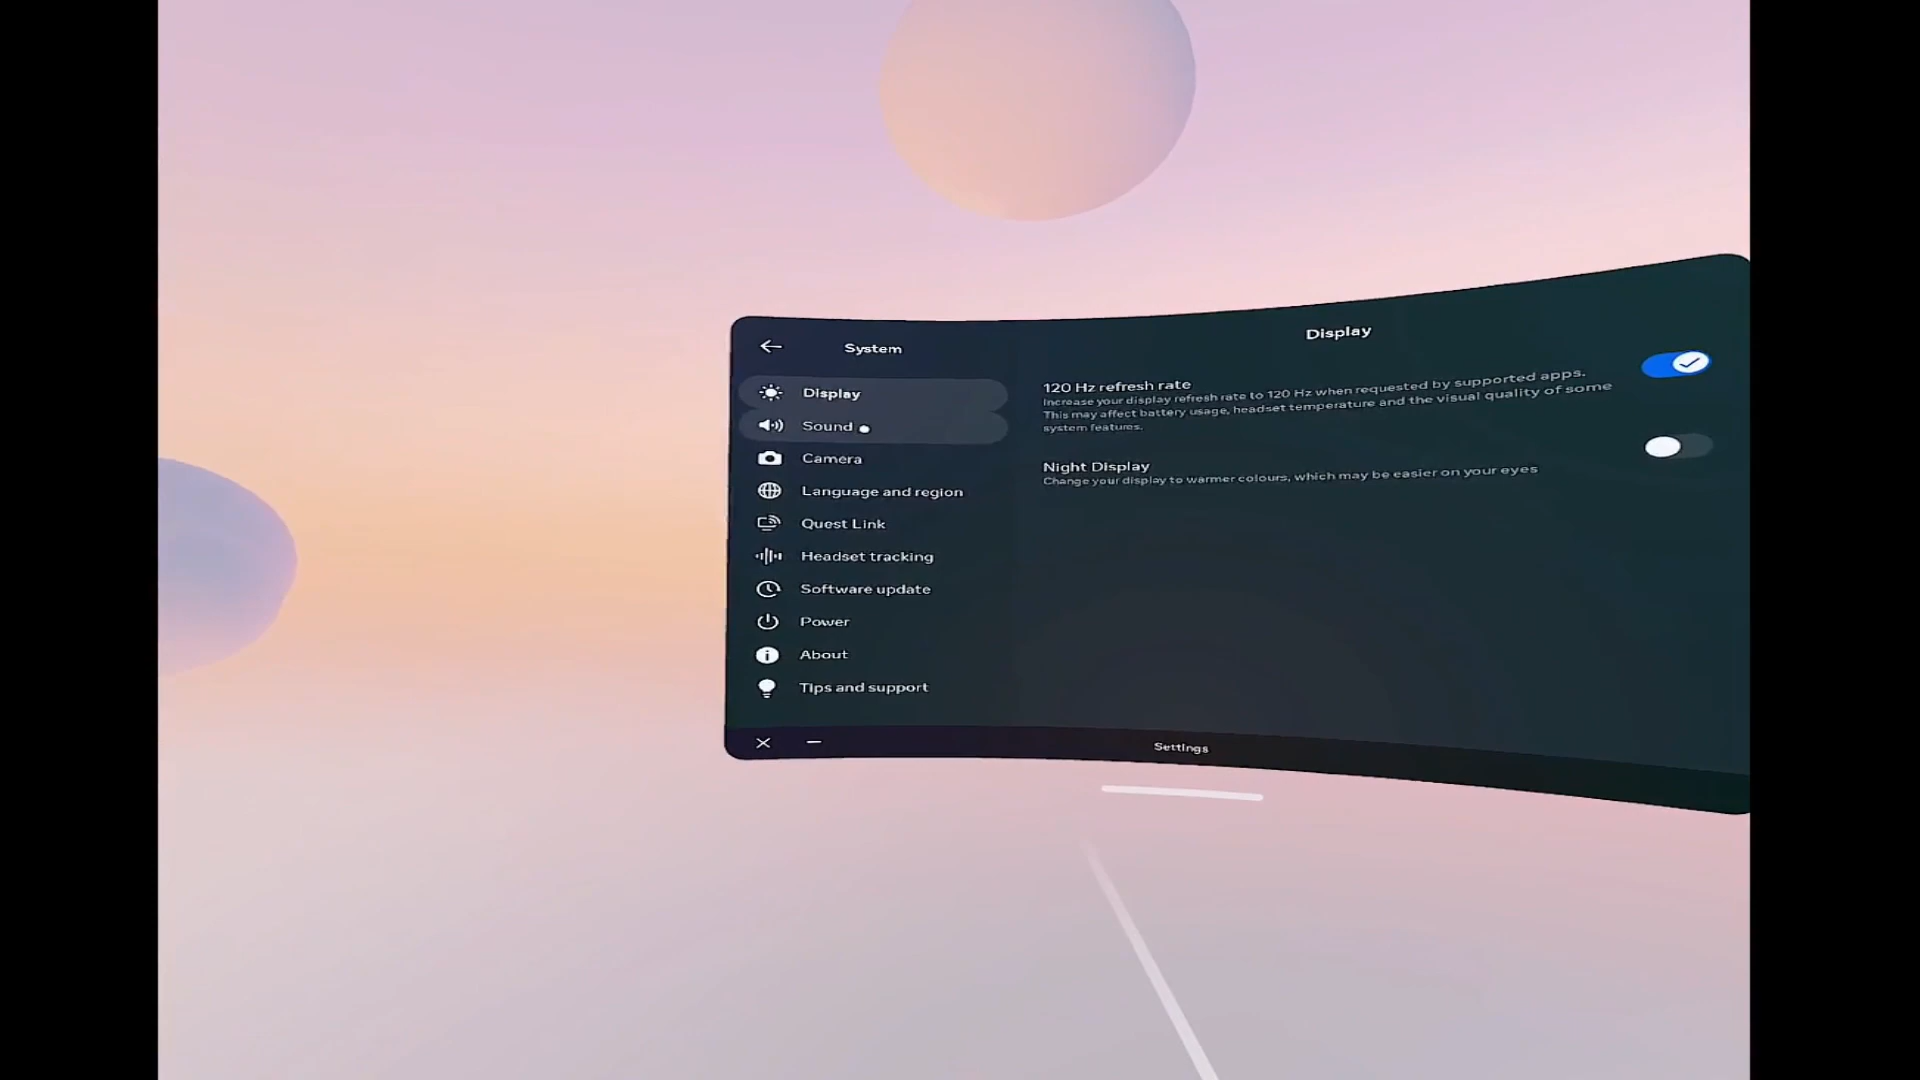 System
Display
Sound
Camera
Language and region
Quest Link
Headset tracking
Software update
Power
About
Tips and support
Display
120 Hz refresh rate
Increase your display refresh rate to 120 Hz when requested by supported apps.
This may affect battery usage, headset temperature and the visual quality of some
system features.
Night Display
Change your display to warmer colours, which may be easier on your eyes
Settings